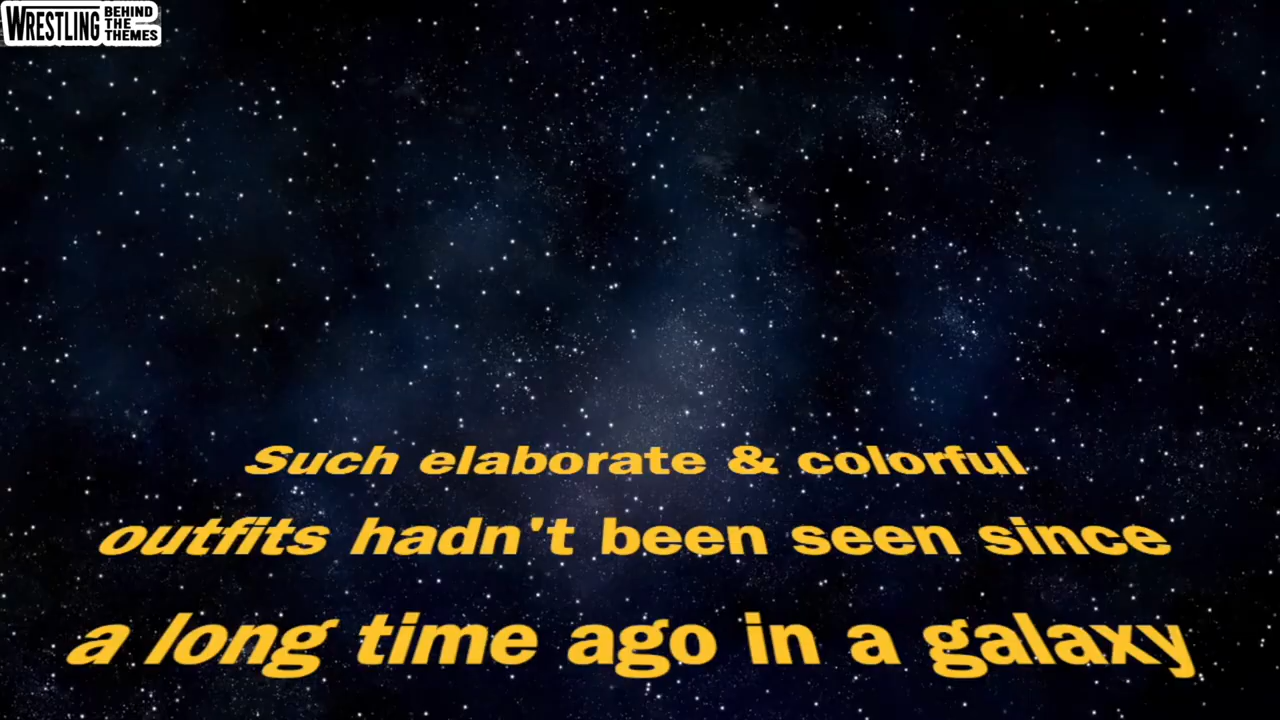 WRESTLING
BEHIND
THE
THEMES
Such elaborate & colorful
outfits hadn't been seen since
a long time ago in a galaxy